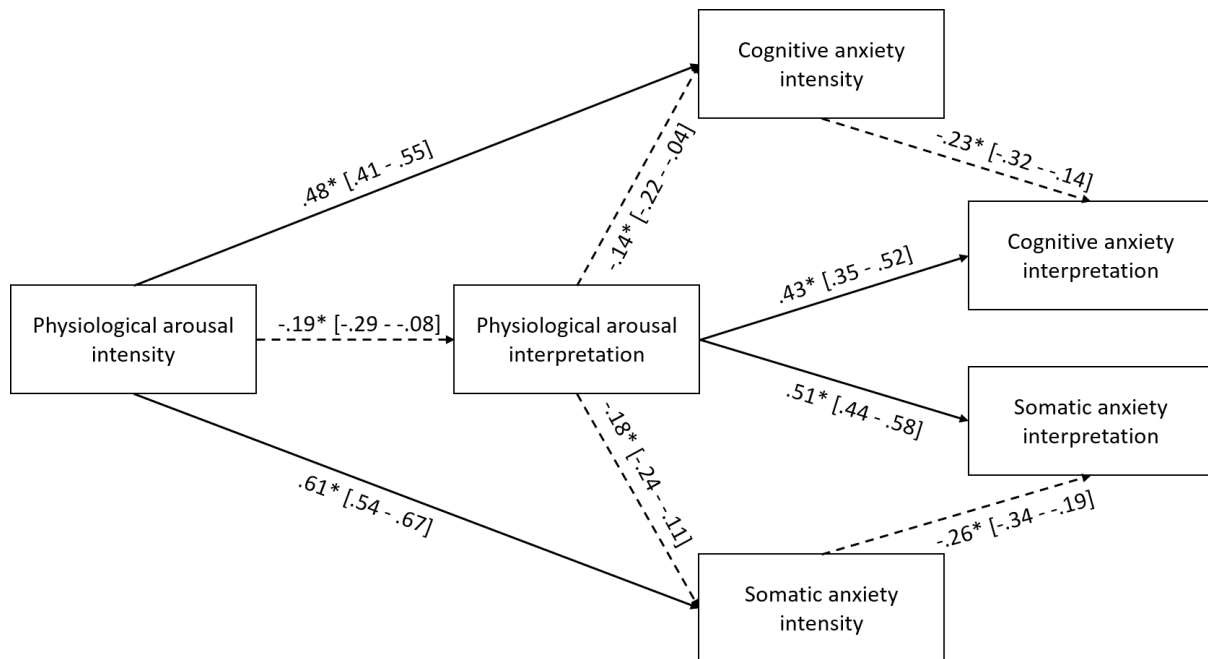 Cognitive anxiety
intensity
-.23* [-.32 - -.14]
.48* [.41 - .55]
-.14* [-.22 - -.04]
Cognitive anxiety
interpretation
.43* [.35 - .52]
Physiological arousal
intensity
-.19* [-.29 - -.08]
Physiological arousal
interpretation
.51* [.44 - .58]
Somatic anxiety
interpretation
-.18* [-.24 - -.11]
.61* [.54 - .67]
-.26* [-.34 - -.19]
Somatic anxiety
intensity